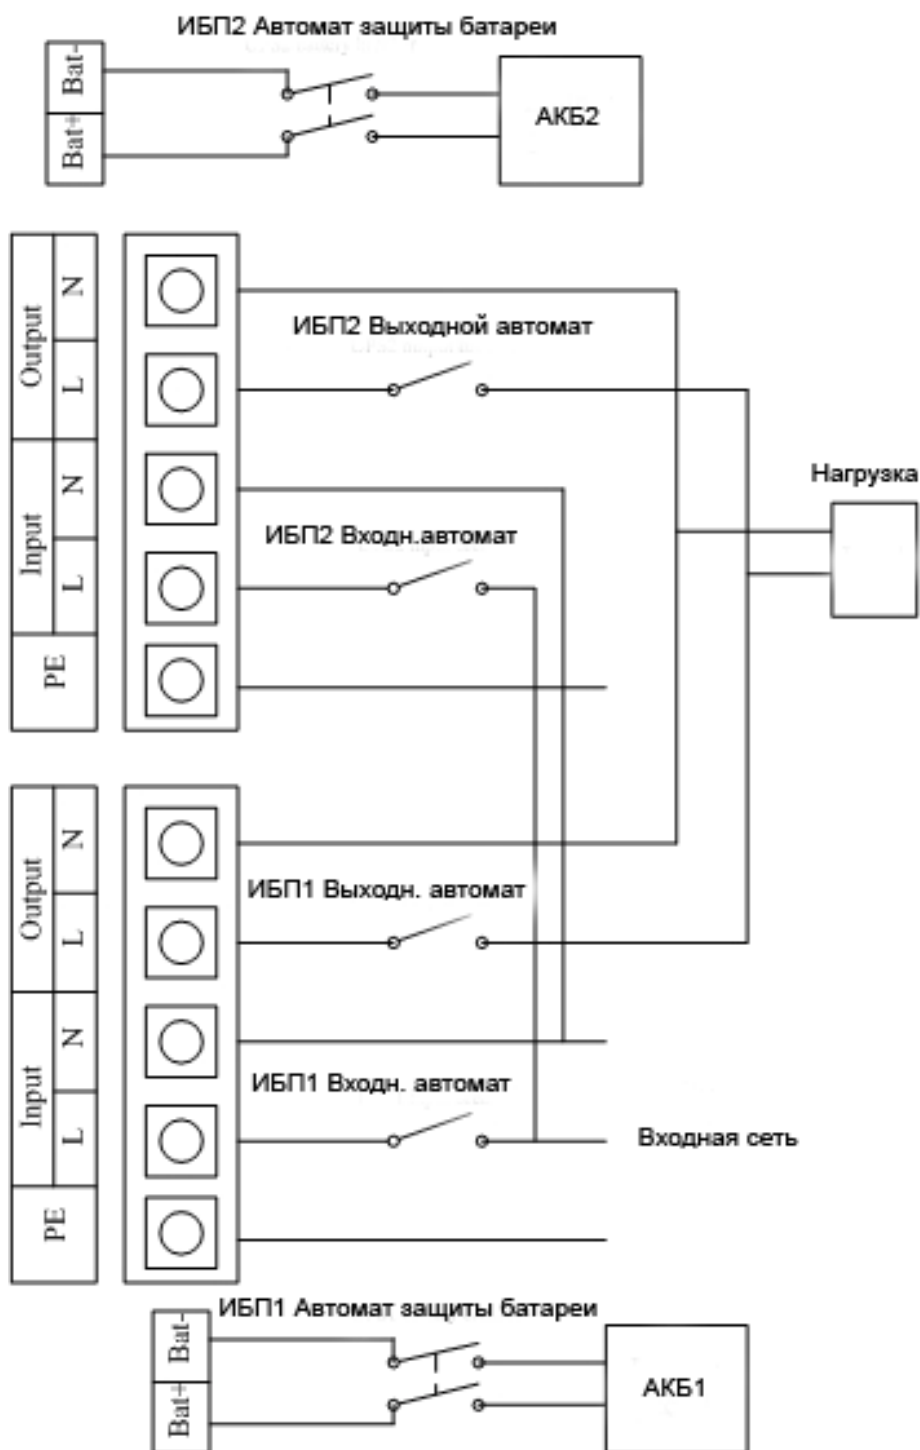 ИБП2 Автомат защиты батареи
Bat-
Bat+
АКБ2
Output
N
L
Input
N
L
PE
ИБП2 Выходной автомат
ИБП2 Входн.автомат
Нагрузка
Output
N
L
Input
N
L
PE
ИБП1 Выходн. автомат
ИБП1 Входн. автомат
Входная сеть
ИБП1 Автомат защиты батареи
Bat-
Bat+
АКБ1